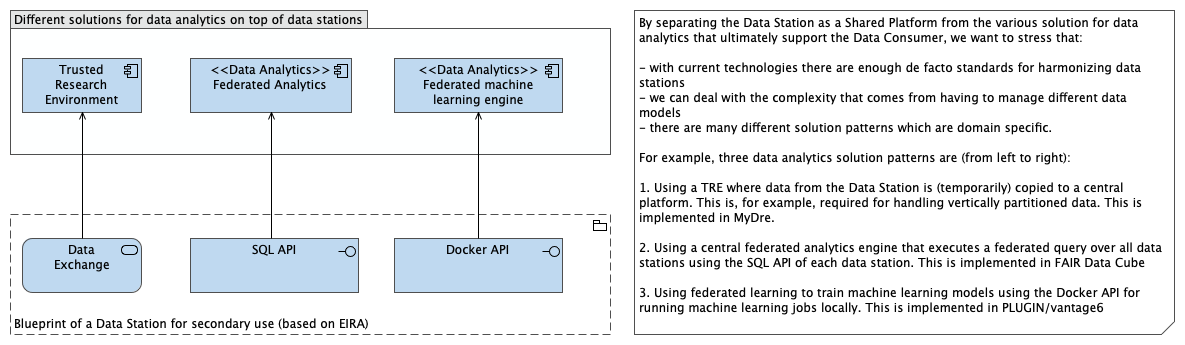 Different solutions for data analytics on top of data stations
Trusted
Research
Environment
<<Data Analytics>>
Federated Analytics
<<Data Analytics>>
Federated machine
learning engine
Data
Exchange
SQL API
Docker API
Blueprint of a Data Station for secondary use (based on EIRA)
By separating the Data Station as a Shared Platform from the various solution for data
analytics that ultimately support the Data Consumer, we want to stress that:
- with current technologies there are enough de facto standards for harmonizing data
stations
- we can deal with the complexity that comes from having to manage different data
models
- there are many different solution patterns which are domain specific.
For example, three data analytics solution patterns are (from left to right):
1. Using a TRE where data from the Data Station is (temporarily) copied to a central
platform. This is, for example, required for handling vertically partitioned data. This is
implemented in MyDre.
2. Using a central federated analytics engine that executes a federated query over all data
stations using the SQL API of each data station. This is implemented in FAIR Data Cube
3. Using federated learning to train machine learning models using the Docker API for
running machine learning jobs locally. This is implemented in PLUGIN/vantage6